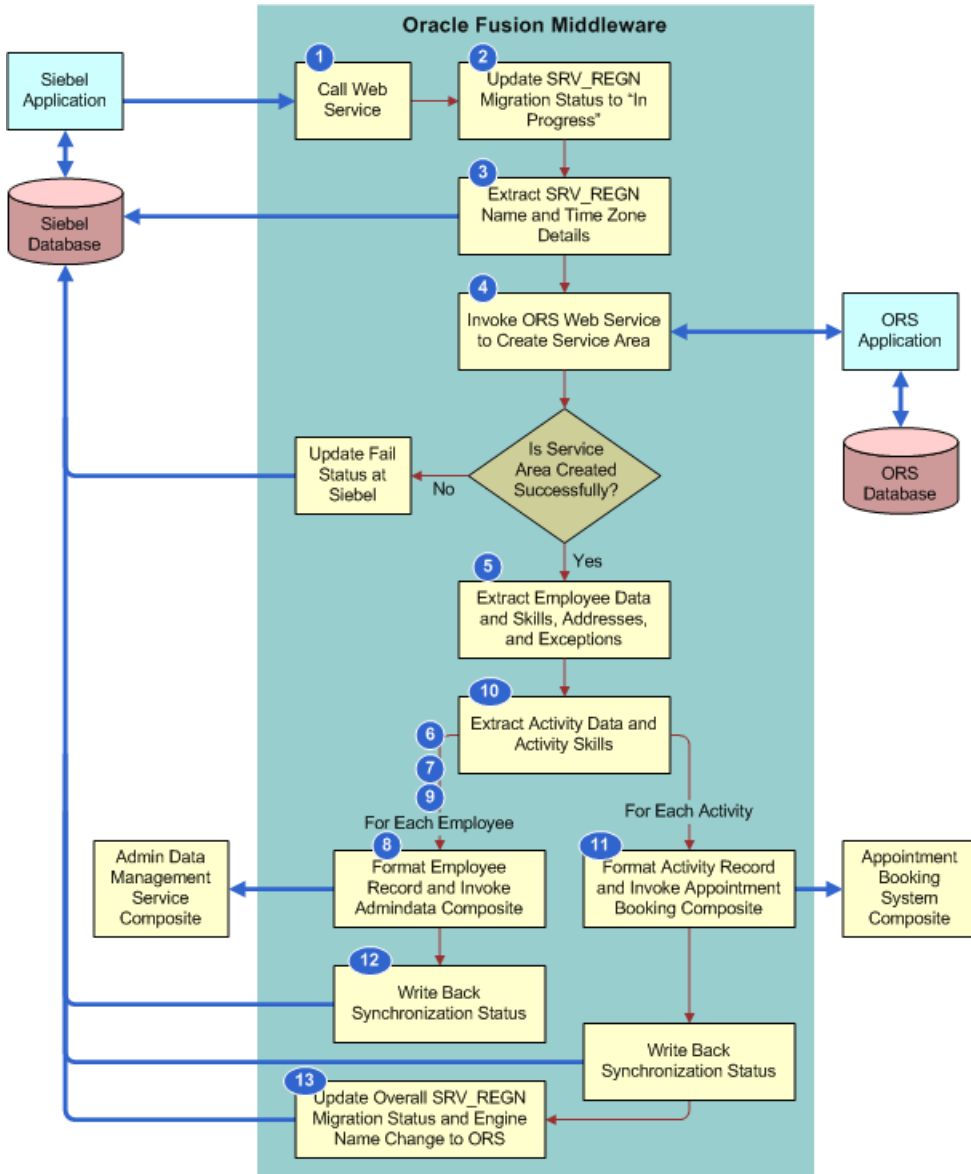 Oracle Fusion Middleware
Siebel
Application
1
Call Web
Service
2
Update SRV_REGN
Migration Status to “In
Progress”
Siebel
Database
3
Extract SRV_REGN
Name and Time Zone
Details
4
Invoke ORS Web Service
to Create Service Area
ORS
Application
ORS
Database
Is Service
Area Created
Successfully?
No
Update Fail
Status at
Siebel
Yes
5
Extract Employee Data
and Skills, Addresses,
and Exceptions
10
Extract Activity Data and
Activity Skills
6
7
9
For Each Employee
For Each Activity
Admin Data
Management
Service
Composite
8
Format Employee
Record and Invoke
Admindata Composite
11
Format Activity Record
and Invoke Appointment
Booking Composite
Appointment
Booking
System
Composite
12
Write Back
Synchronization Status
Write Back
Synchronization Status
13
Update Overall SRV_REGN
Migration Status and Engine
Name Change to ORS